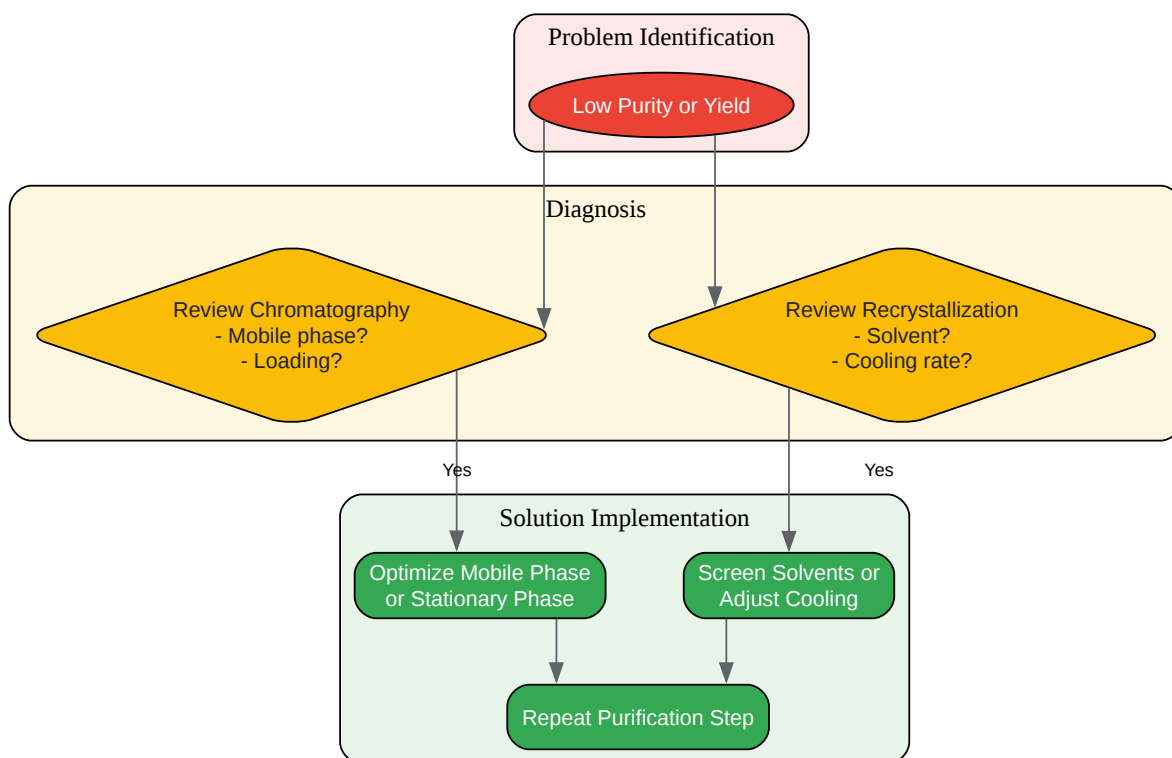 Problem Identification
Low Purity or Yield
Diagnosis
Review Chromatography
- Mobile phase?
- Loading?
Review Recrystallization
- Solvent?
- Cooling rate?
Yes
Yes
Solution Implementation
Optimize Mobile Phase
or Stationary Phase
Screen Solvents or
Adjust Cooling
Repeat Purification Step